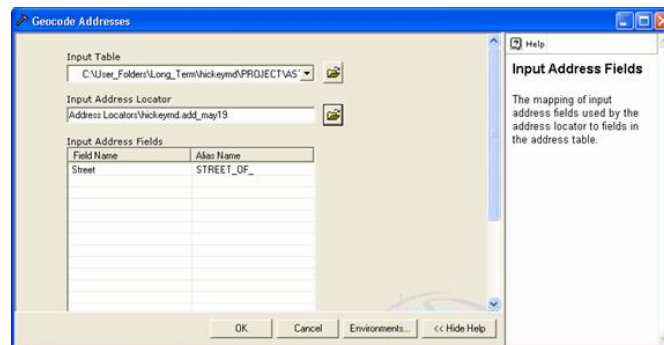 Geocode Addresses
Input Table
C:\User_Folders\Long_Term\hickeymd\PROJECT\AS'
Input Address Locator
Address Locators\hickeymd.add_may19
Input Address Fields
Field Name Alias Name
Street STREET_OF_
OK Cancel Environments... << Hide Help
Help
Input Address Fields
The mapping of input
address fields used by the
address locator to fields in
the address table.